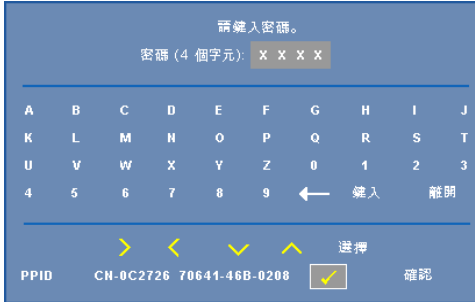 請鍵入密碼。
密碼 (4 個字元): X X X X
A B C D E F G H I J
K L M N O P Q R S T
U V W X Y Z 0 1 2 3
4 5 6 7 8 9 鍵入 離開
選擇
PPID CN-0C2726 70641-46B-0208 確認